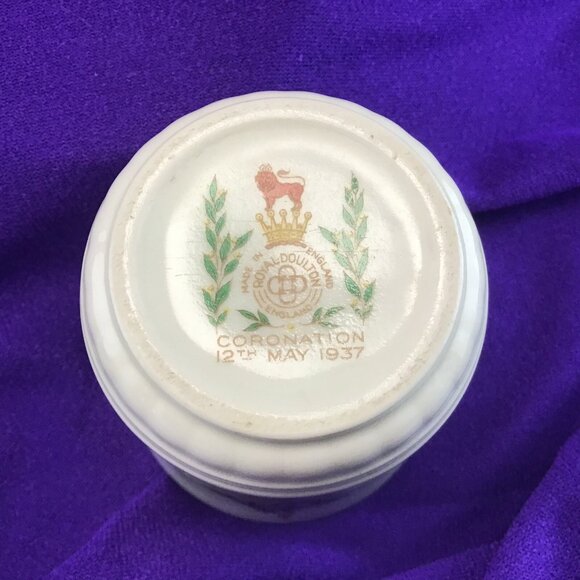 MADE IN ENGLAND
ROYAL·DOULTON
ENGLAND
CORONATION
12TH MAY 1937